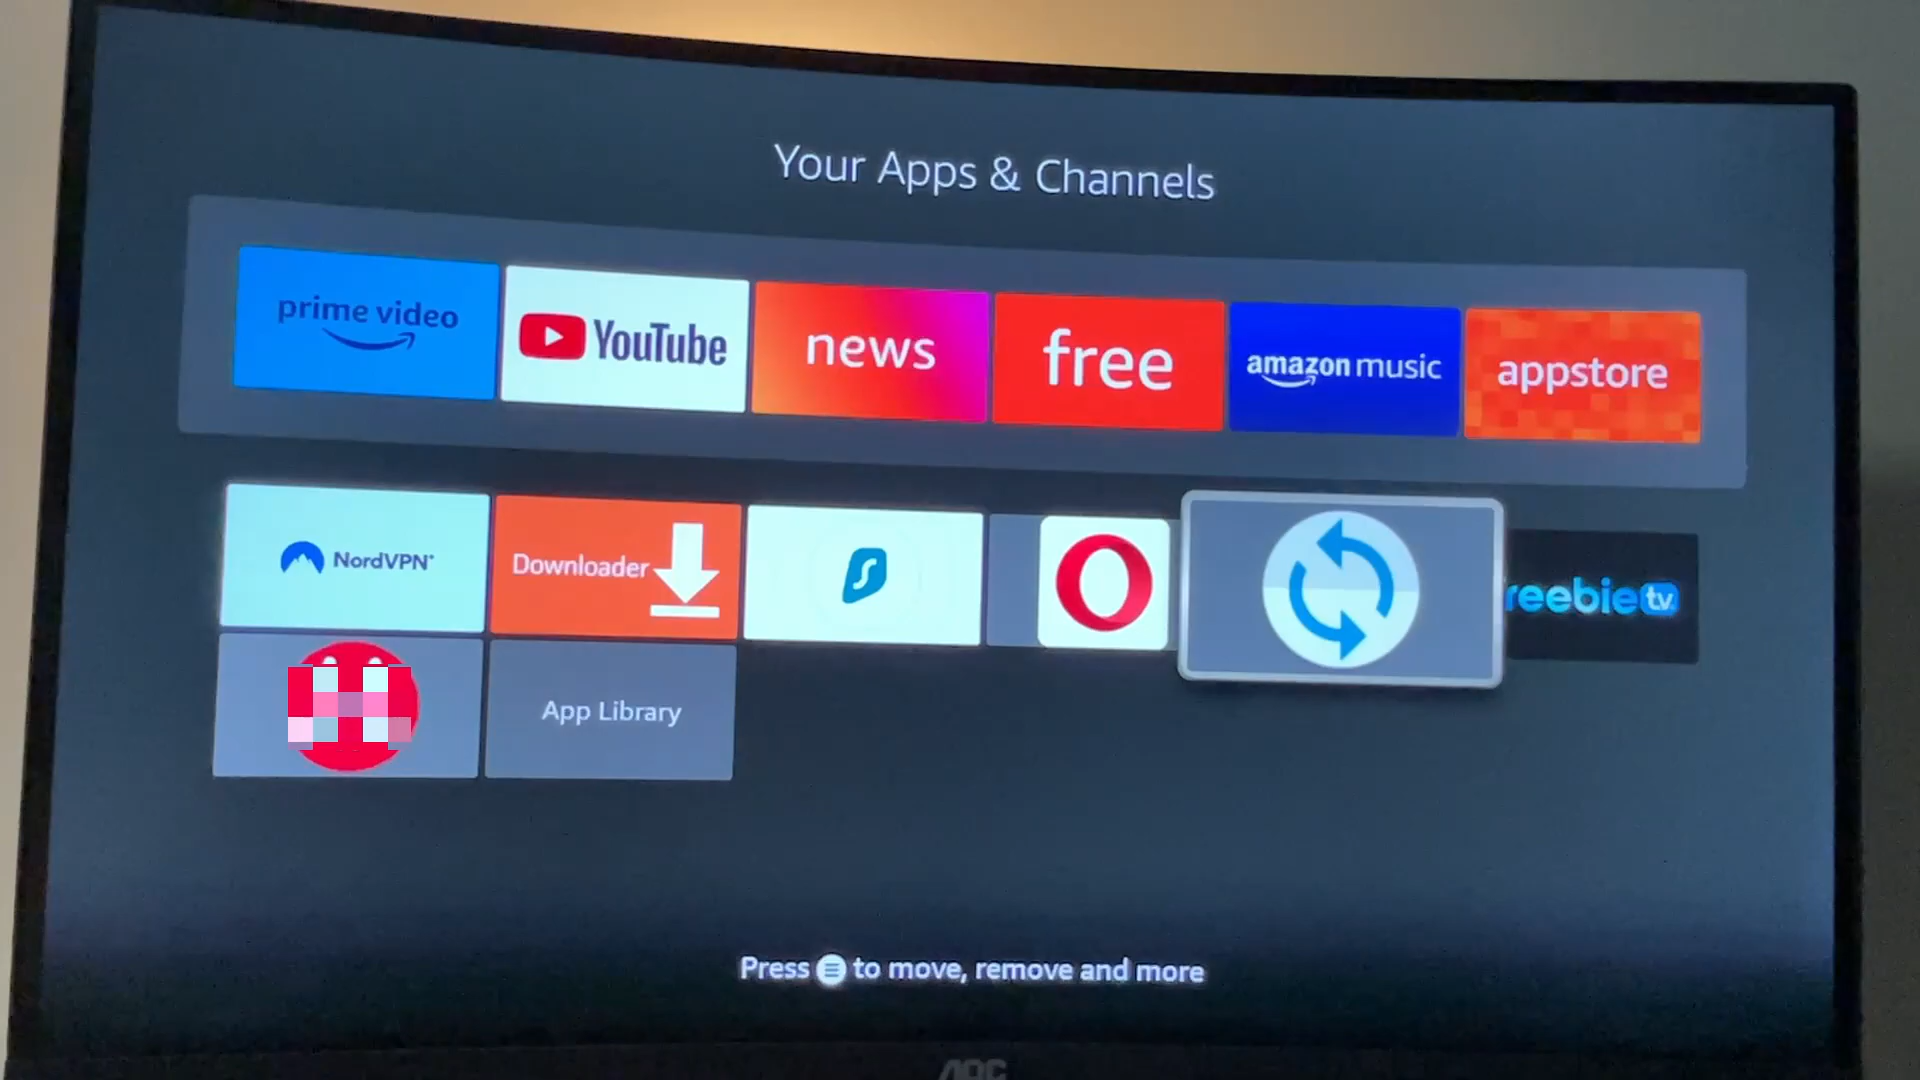 Your Apps & Channels
prime video
YouTube
news
free
amazon music
appstore
NordVPN
Downloader
reebie tv
App Library
Press to move, remove and more
AOC